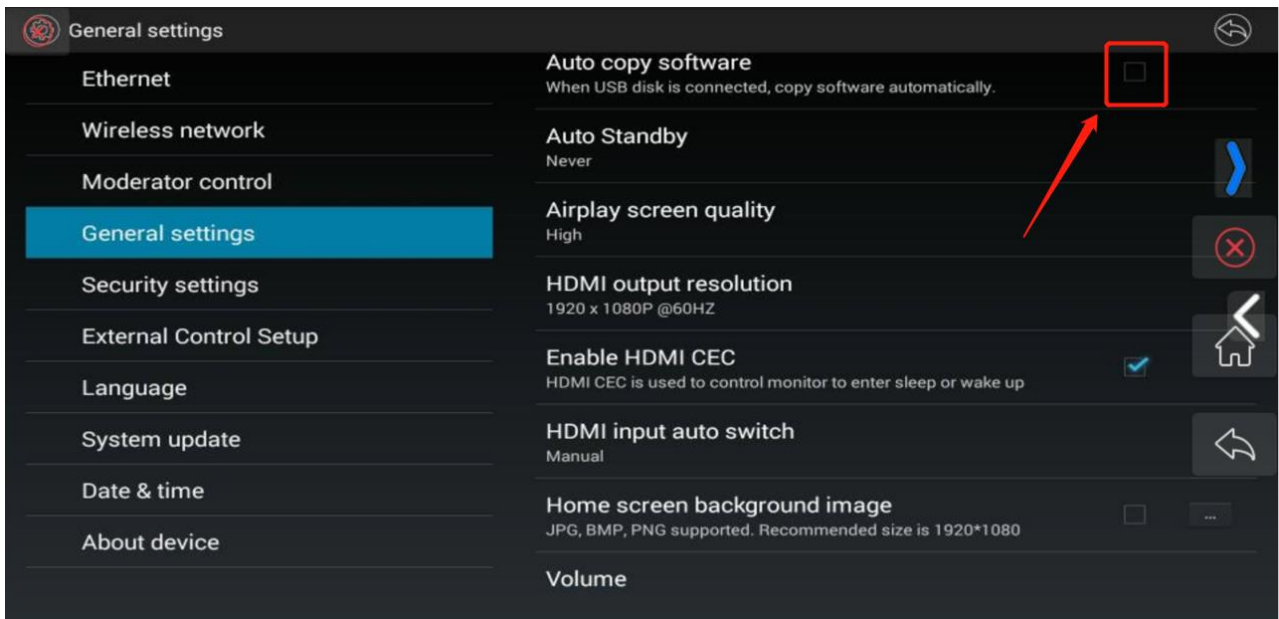 General settings
Ethernet
Wireless network
Moderator control
General settings
Security settings
External Control Setup
Language
System update
Date & time
About device
Auto copy software
When USB disk is connected, copy software automatically.
Auto Standby
Never
Airplay screen quality
High
HDMI output resolution
1920 x 1080P @60HZ
Enable HDMI CEC
HDMI CEC is used to control monitor to enter sleep or wake up
HDMI input auto switch
Manual
Home screen background image
JPG, BMP, PNG supported. Recommended size is 1920*1080
...
Volume